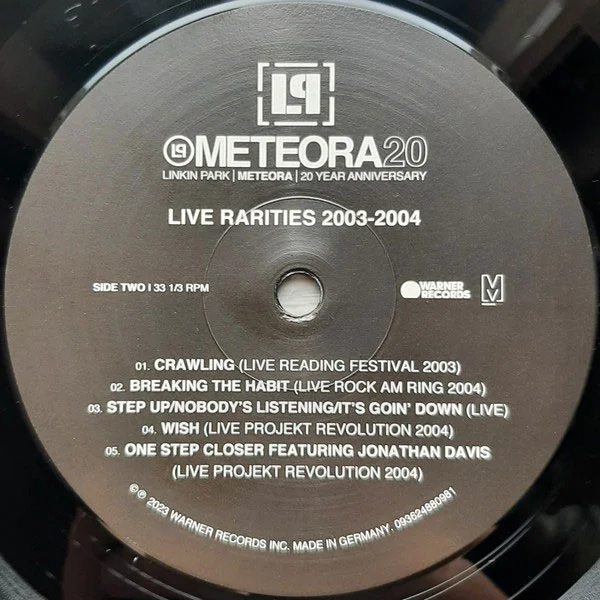 LP
LP METEORA20
LINKIN PARK | METEORA | 20 YEAR ANNIVERSARY
LIVE RARITIES 2003-2004
SIDE TWO | 33 1/3 RPM
WARNER RECORDS
M
01. CRAWLING (LIVE READING FESTIVAL 2003)
02. BREAKING THE HABIT (LIVE ROCK AM RING 2004)
03. STEP UP/NOBODY'S LISTENING/IT'S GOIN' DOWN (LIVE)
04. WISH (LIVE PROJEKT REVOLUTION 2004)
05. ONE STEP CLOSER FEATURING JONATHAN DAVIS
(LIVE PROJEKT REVOLUTION 2004)
© ℗ 2023 WARNER RECORDS INC. MADE IN GERMANY. 093624880981